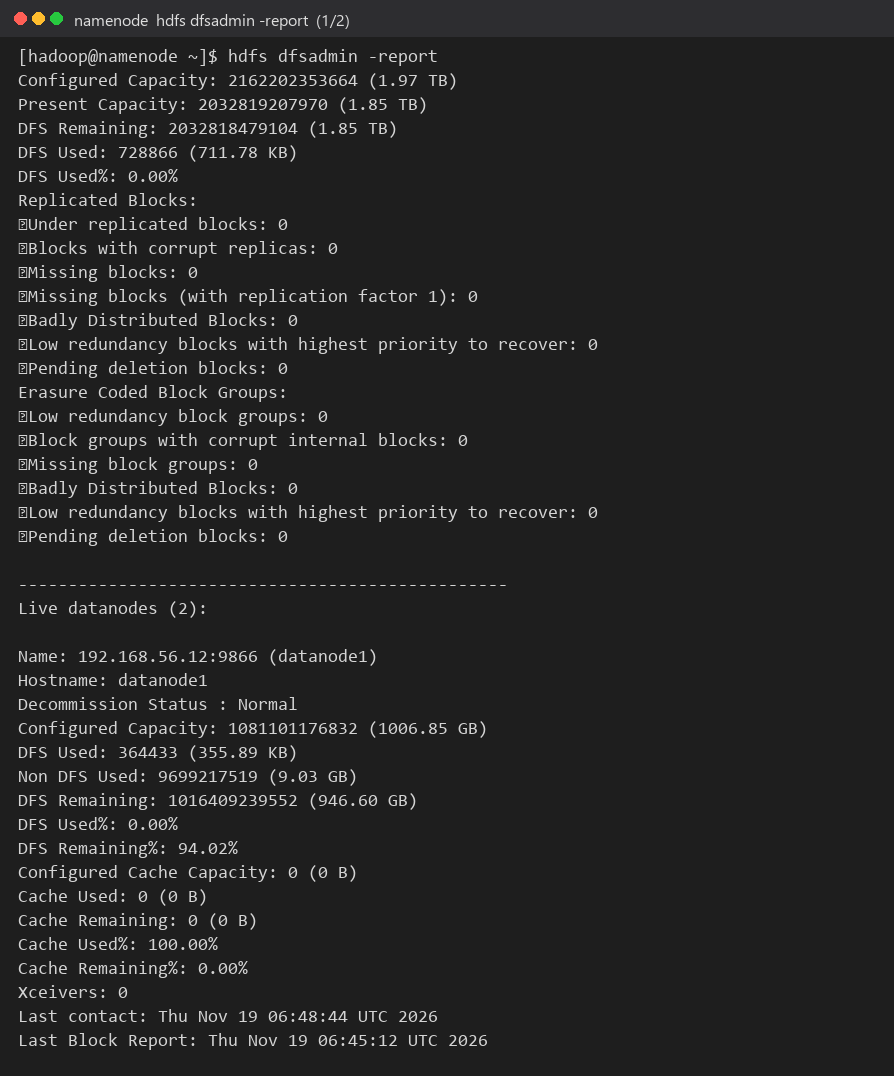 namenode hdfs dfsadmin -report (1/2)
[hadoop@namenode ~]$ hdfs dfsadmin -report
Configured Capacity: 2162202353664 (1.97 TB)
Present Capacity: 2032819207970 (1.85 TB)
DFS Remaining: 2032818479104 (1.85 TB)
DFS Used: 728866 (711.78 KB)
DFS Used%: 0.00%
Replicated Blocks:
Under replicated blocks: 0
Blocks with corrupt replicas: 0
Missing blocks: 0
Missing blocks (with replication factor 1): 0
Badly Distributed Blocks: 0
Low redundancy blocks with highest priority to recover: 0
Pending deletion blocks: 0
Erasure Coded Block Groups:
Low redundancy block groups: 0
Block groups with corrupt internal blocks: 0
Missing block groups: 0
Badly Distributed Blocks: 0
Low redundancy blocks with highest priority to recover: 0
Pending deletion blocks: 0
-------------------------------------------------
Live datanodes (2):
Name: 192.168.56.12:9866 (datanode1)
Hostname: datanode1
Decommission Status : Normal
Configured Capacity: 1081101176832 (1006.85 GB)
DFS Used: 364433 (355.89 KB)
Non DFS Used: 9699217519 (9.03 GB)
DFS Remaining: 1016409239552 (946.60 GB)
DFS Used%: 0.00%
DFS Remaining%: 94.02%
Configured Cache Capacity: 0 (0 B)
Cache Used: 0 (0 B)
Cache Remaining: 0 (0 B)
Cache Used%: 100.00%
Cache Remaining%: 0.00%
Xceivers: 0
Last contact: Thu Nov 19 06:48:44 UTC 2026
Last Block Report: Thu Nov 19 06:45:12 UTC 2026